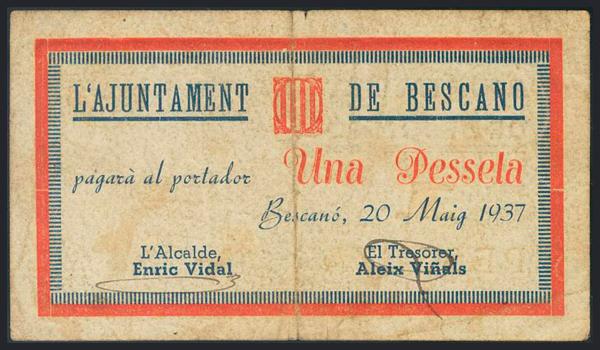 L'AJUNTAMENT DE BESCANO
pagarà al portador Una Pesseta
Bescanó, 20 Maig 1937
L'Alcalde, El Tresorer,
Enric Vidal Aleix Viñals